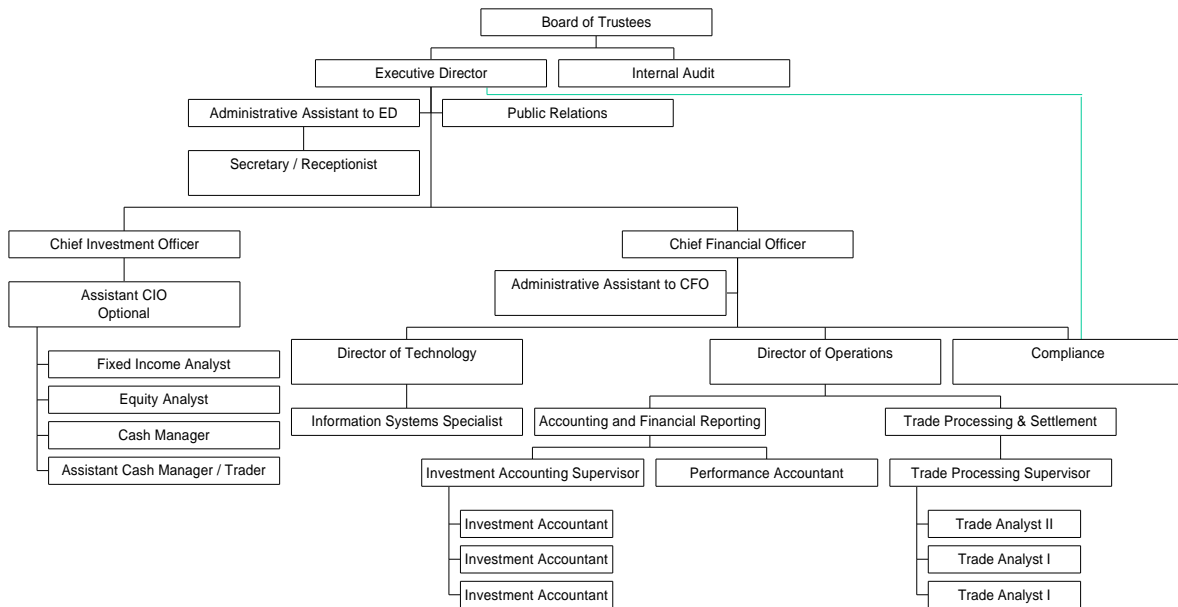 Board of Trustees
Executive Director
Internal Audit
Administrative Assistant to ED
Public Relations
Secretary / Receptionist
Chief Investment Officer
Chief Financial Officer
Assistant CIO
Optional
Administrative Assistant to CFO
Fixed Income Analyst
Equity Analyst
Cash Manager
Assistant Cash Manager / Trader
Director of Technology
Director of Operations
Compliance
Information Systems Specialist
Accounting and Financial Reporting
Trade Processing & Settlement
Investment Accounting Supervisor
Performance Accountant
Trade Processing Supervisor
Investment Accountant
Investment Accountant
Investment Accountant
Trade Analyst II
Trade Analyst I
Trade Analyst I